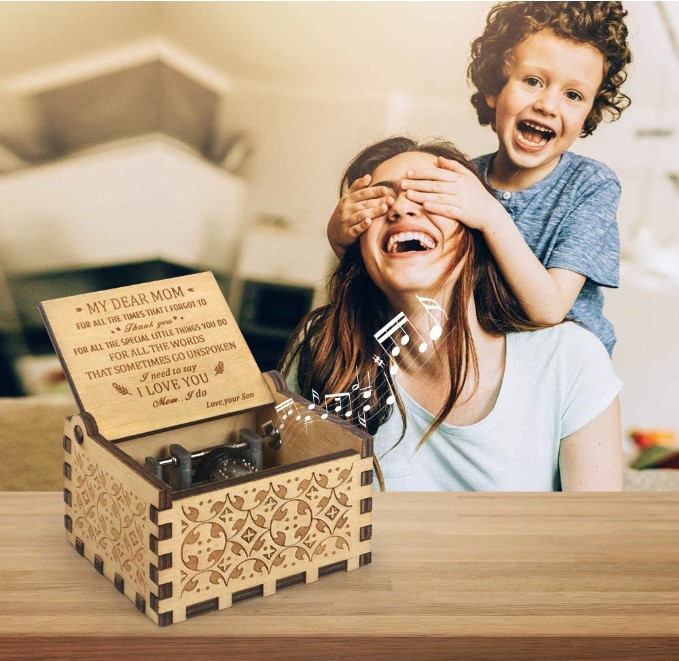 MY DEAR MOM
FOR ALL THE TIMES THAT I FORGOT TO
Thank you
FOR ALL THE SPECIAL LITTLE THINGS YOU DO
FOR ALL THE WORDS
THAT SOMETIMES GO UNSPOKEN
I need to say
I LOVE YOU
Mom.. I do
Love, your Son